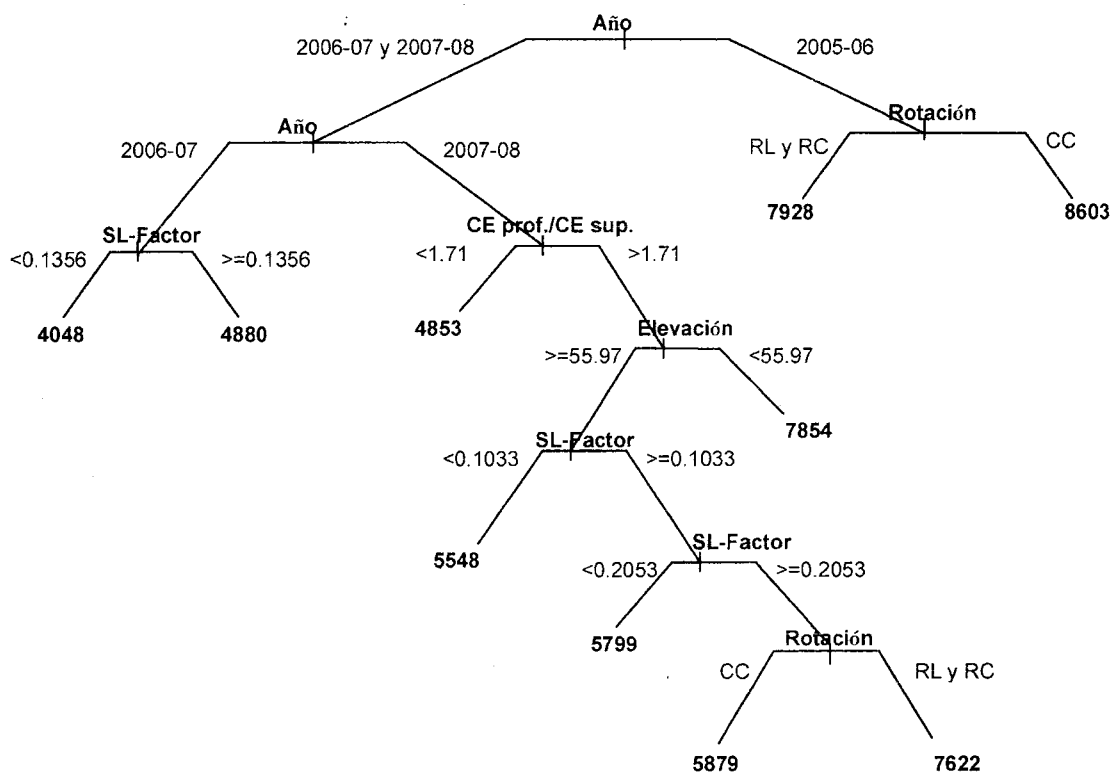 Año
2006-07 y 2007-08
2005-06
Año
Rotación
2006-07
2007-08
RL y RC
CC
7928
8603
SL-Factor
CE prof./CE sup.
<0.1356
>=0.1356
<1.71
>1.71
4048
4880
4853
Elevación
>=55.97
<55.97
7854
SL-Factor
<0.1033
>=0.1033
5548
SL-Factor
<0.2053
>=0.2053
5799
Rotación
CC
RL y RC
5879
7622